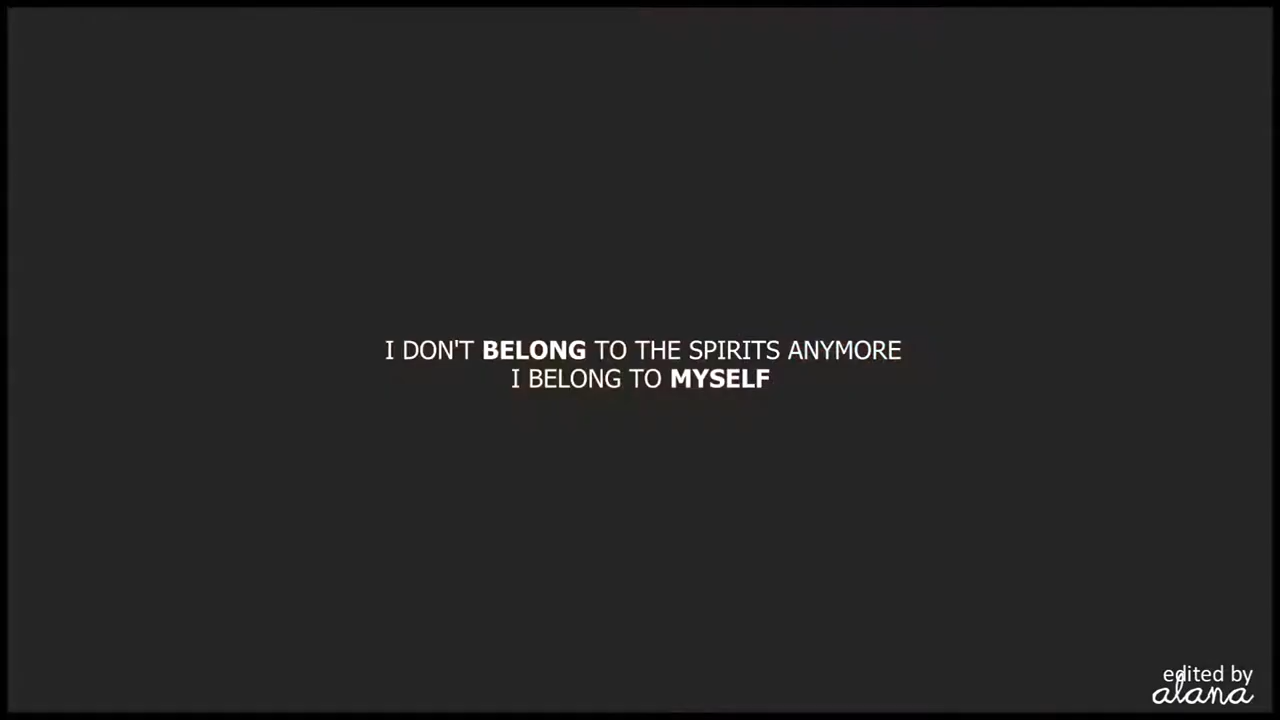 I DON'T BELONG TO THE SPIRITS ANYMORE
I BELONG TO MYSELF
edited by
alana